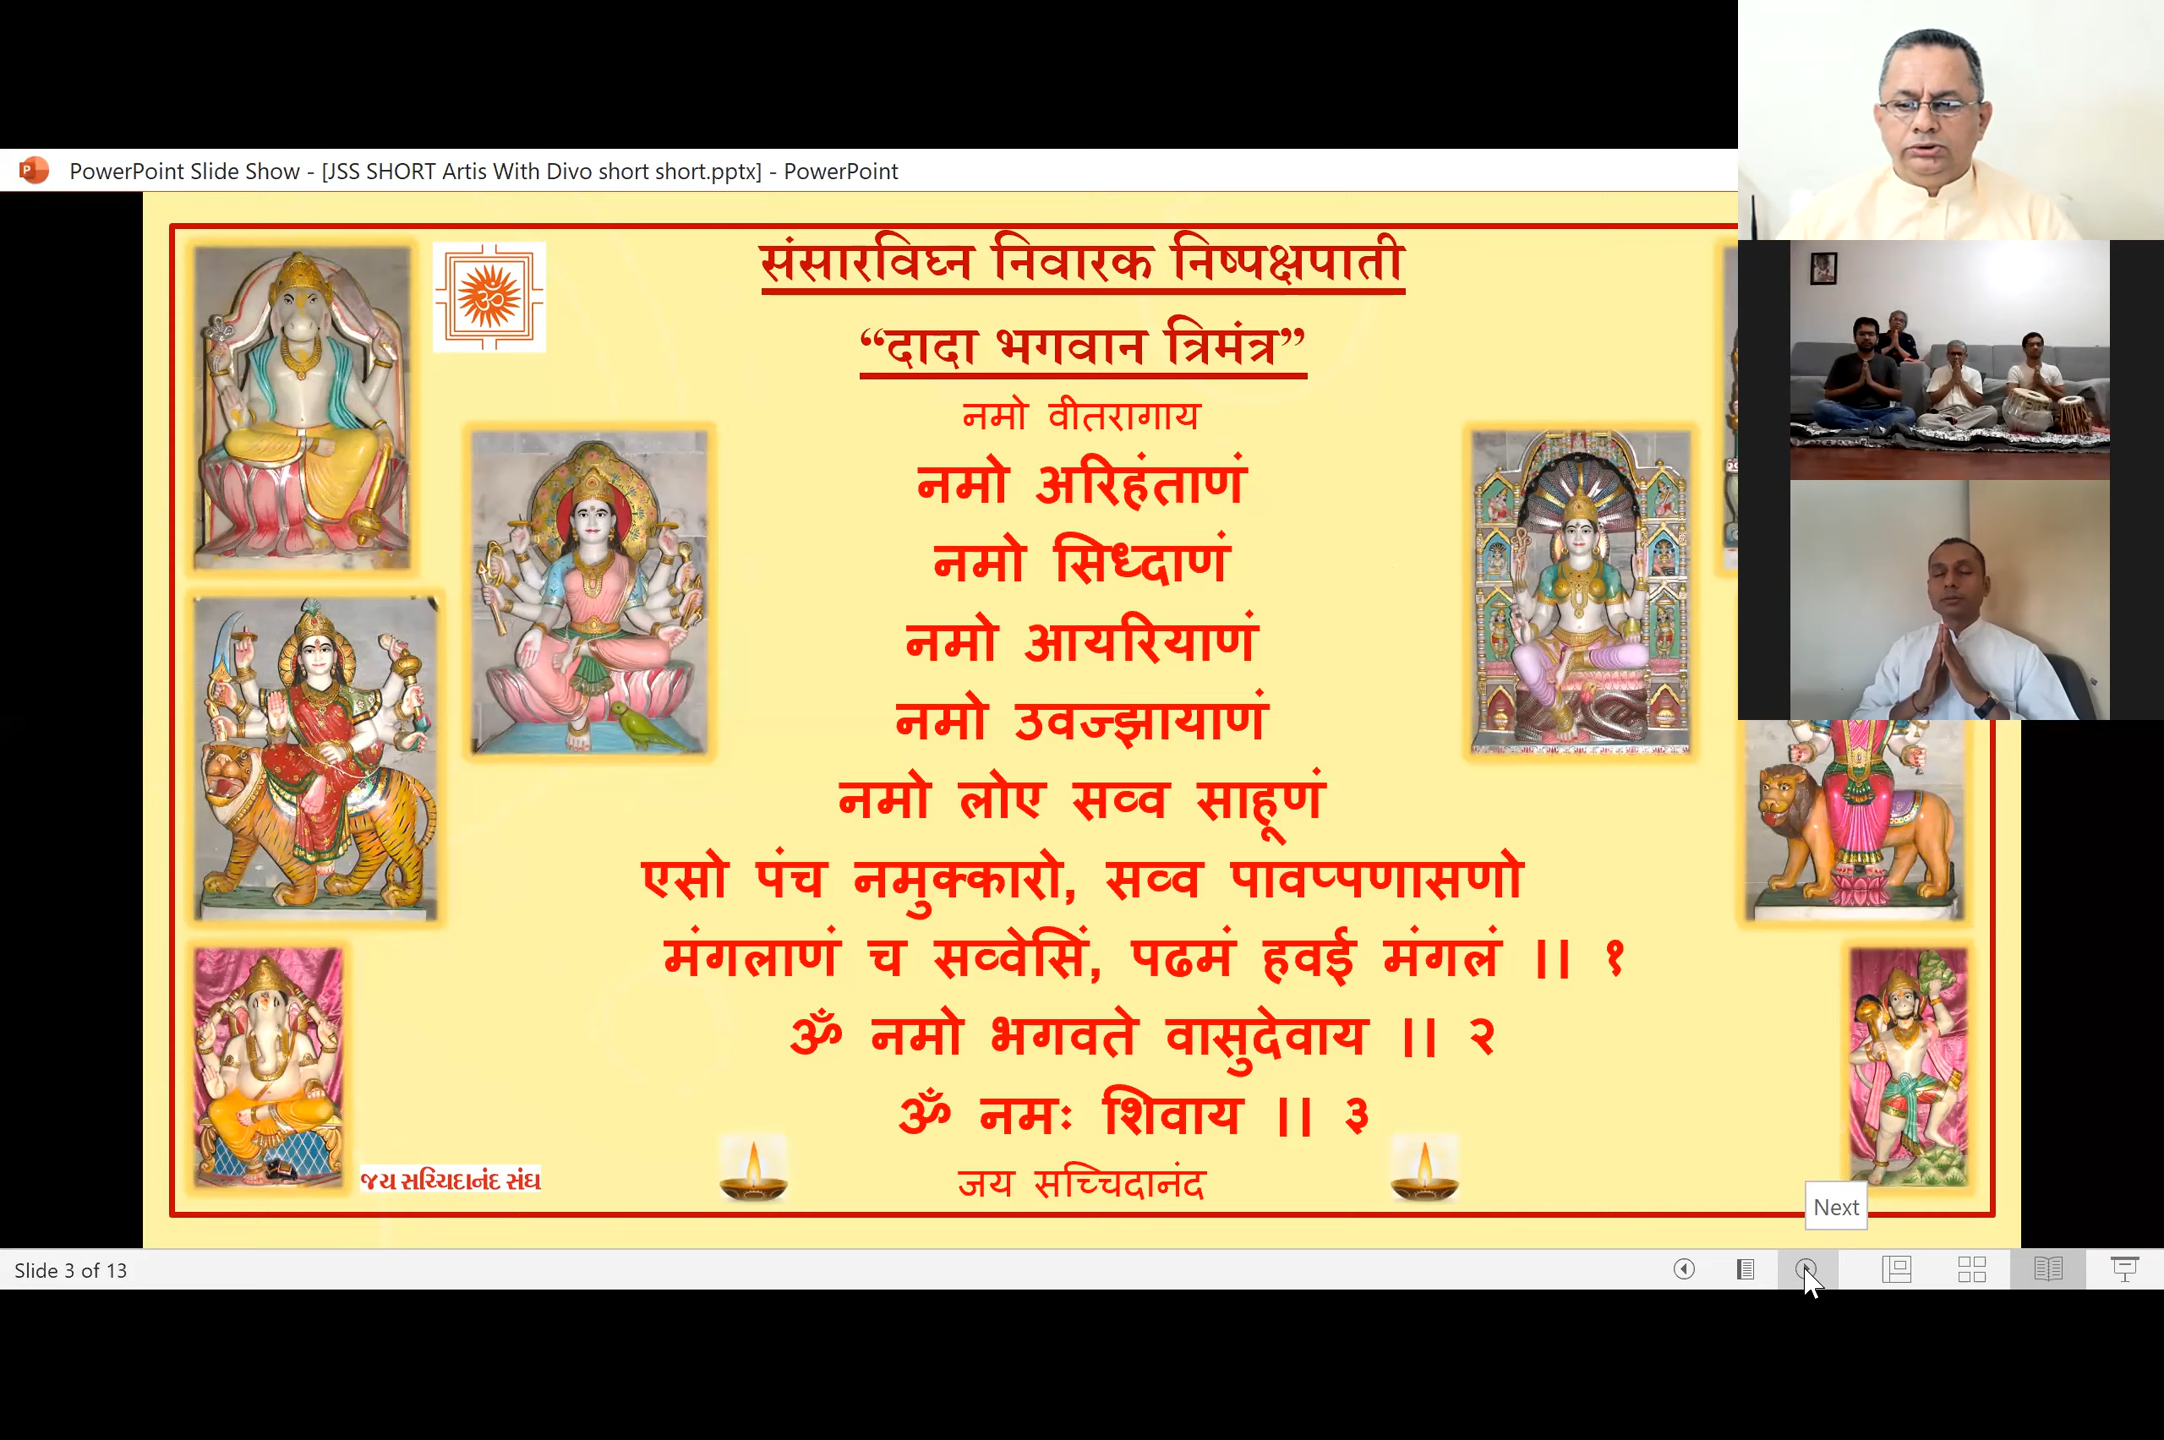 PowerPoint Slide Show - [JSS SHORT Artis With Divo short short.pptx] - PowerPoint
संसारविघ्न निवारक निष्पक्षपाती
“दादा भगवान त्रिमंत्र”
नमो वीतरागाय
नमो अरिहंताणं
नमो सिध्दाणं
नमो आयरियाणं
नमो उवज्झायाणं
नमो लोए सव्व साहूणं
एसो पंच नमुक्कारो, सव्व पावप्पणासणो
मंगलाणं च सव्वेसिं, पढमं हवई मंगलं ।। १
ॐ नमो भगवते वासुदेवाय ।। २
ॐ नमः शिवाय ।। ३
जय सच्चिदानंद
જય સચ્ચિદાનંદ સંઘ
Next
Slide 3 of 13